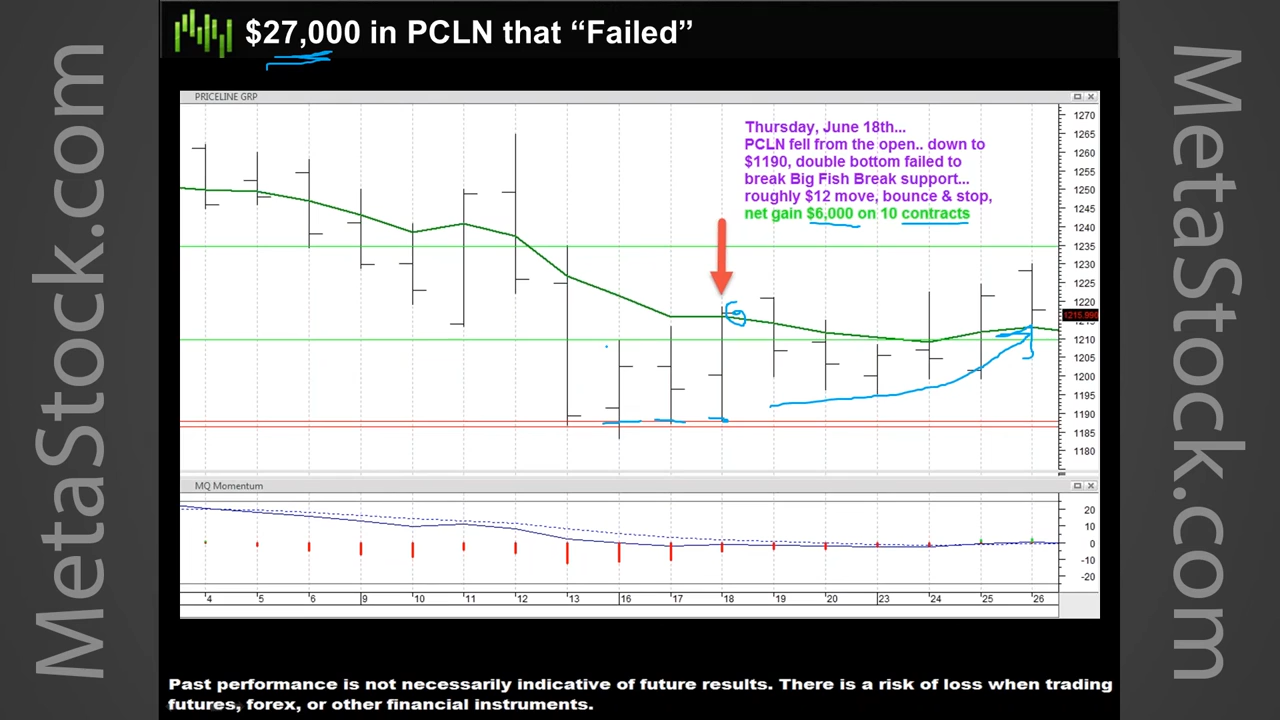 $27,000 in PCLN that “Failed”
PRICELINE GRP
Thursday, June 18th...
PCLN fell from the open.. down to
$1190, double bottom failed to
break Big Fish Break support...
roughly $12 move, bounce & stop,
net gain $6,000 on 10 contracts
1270
1265
1260
1255
1250
1245
1240
1235
1230
1225
1220
1215.990
1215
1210
1205
1200
1195
1190
1185
1180
MQ Momentum
20
10
0
-10
-20
4 5 6 9 10 11 12 13 16 17 18 19 20 23 24 25 26
Past performance is not necessarily indicative of future results. There is a risk of loss when trading
futures, forex, or other financial instruments.
MetaStock.com
MetaStock.com